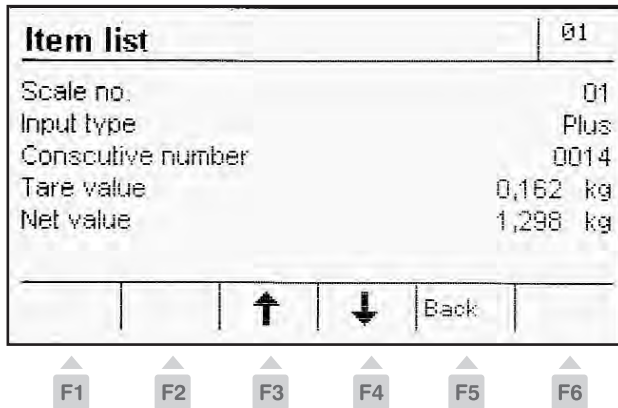 Item list 01
Scale no. 01
Input type Plus
Conscutive number 0014
Tare value 0,162 kg
Net value 1,298 kg
Back
F1 F2 F3 F4 F5 F6